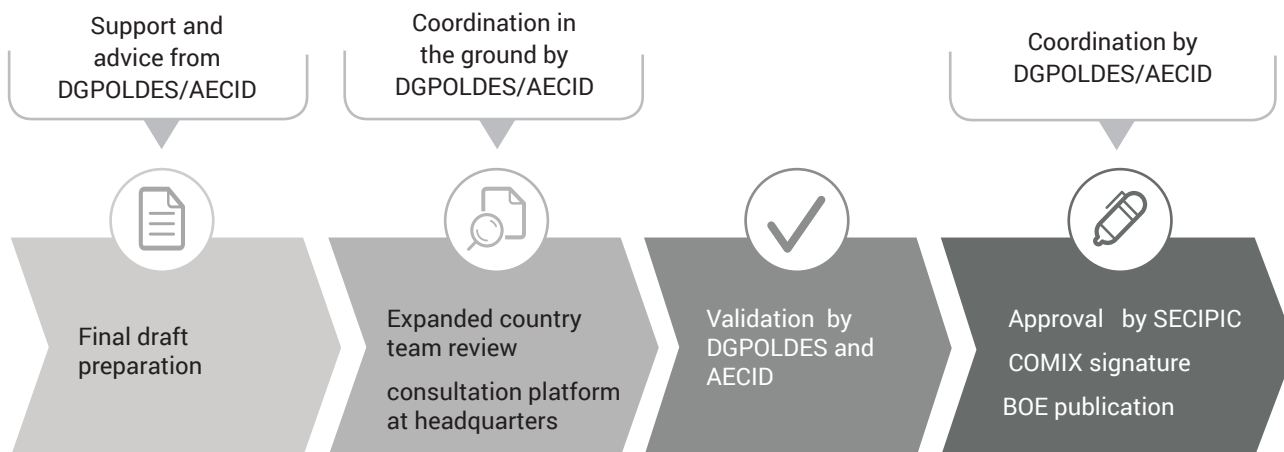 Support and
advice from
DGPOLDES/AECID
Coordination in
the ground by
DGPOLDES/AECID
Coordination by
DGPOLDES/AECID
Final draft
preparation
Expanded country
team review
consultation platform
at headquarters
Validation by
DGPOLDES and
AECID
Approval by SECIPIC
COMIX signature
BOE publication